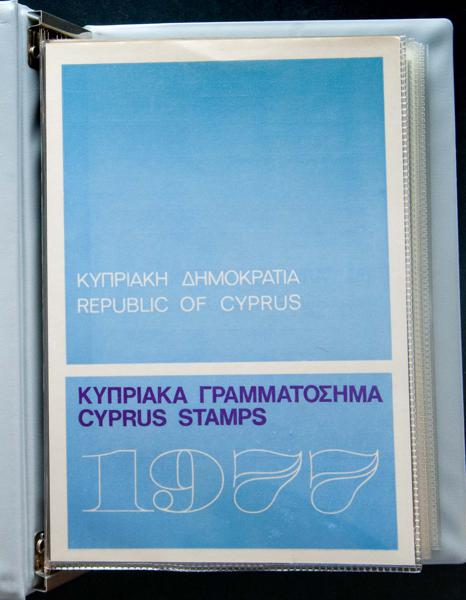 ΚΥΠΡΙΑΚΗ ΔΗΜΟΚΡΑΤΙΑ
REPUBLIC OF CYPRUS
ΚΥΠΡΙΑΚΑ ΓΡΑΜΜΑΤΟΣΗΜΑ
CYPRUS STAMPS
1977